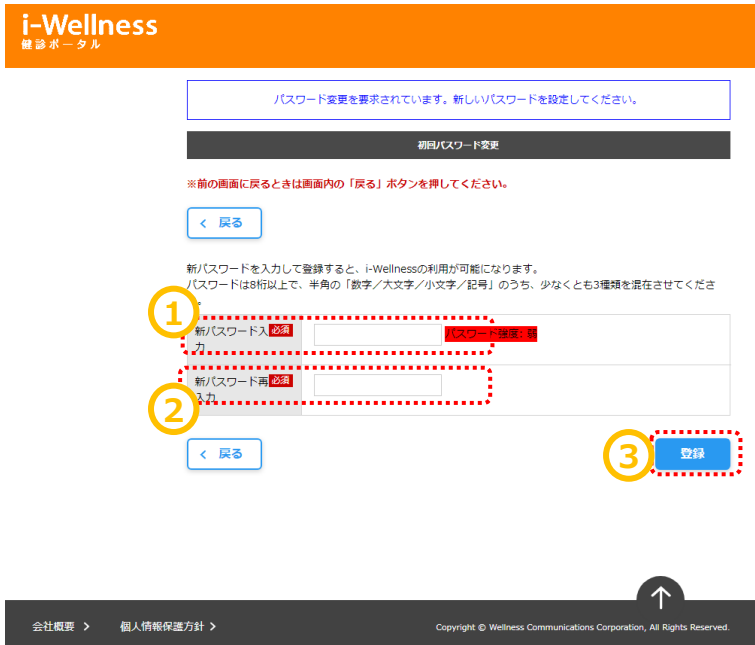 i-Wellness
健診ポータル
パスワード変更を要求されています。新しいパスワードを設定してください。
初回パスワード変更
※前の画面に戻るときは画面内の「戻る」ボタンを押してください。
戻る
新パスワードを入力して登録すると、i-Wellnessの利用が可能になります。
パスワードは8桁以上で、半角の「数字／大文字／小文字／記号」のうち、少なくとも3種類を混在させてくださ
1
新パスワード入 必須
力
パスワード強度: 弱
2
新パスワード再 必須
入力
戻る
3 登録
会社概要 個人情報保護方針
Copyright © Wellness Communications Corporation, All Rights Reserved.